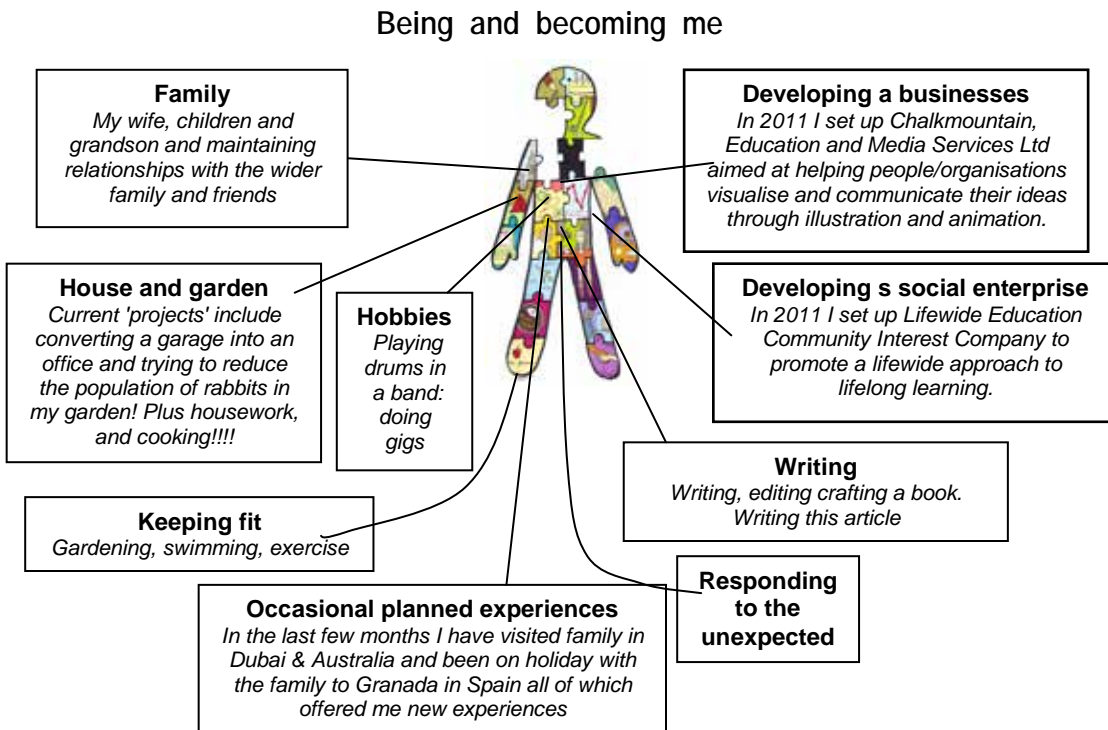 Being and becoming me
Family
My wife, children and
grandson and maintaining
relationships with the wider
family and friends
Developing a businesses
In 2011 I set up Chalkmountain,
Education and Media Services Ltd
aimed at helping people/organisations
visualise and communicate their ideas
through illustration and animation.
House and garden
Current 'projects' include
converting a garage into an
office and trying to reduce
the population of rabbits in
my garden! Plus housework,
and cooking!!!!
Hobbies
Playing
drums in
a band:
doing
gigs
Developing s social enterprise
In 2011 I set up Lifewide Education
Community Interest Company to
promote a lifewide approach to
lifelong learning.
Writing
Writing, editing crafting a book.
Writing this article
Keeping fit
Gardening, swimming, exercise
Responding
to the
unexpected
Occasional planned experiences
In the last few months I have visited family in
Dubai & Australia and been on holiday with
the family to Granada in Spain all of which
offered me new experiences